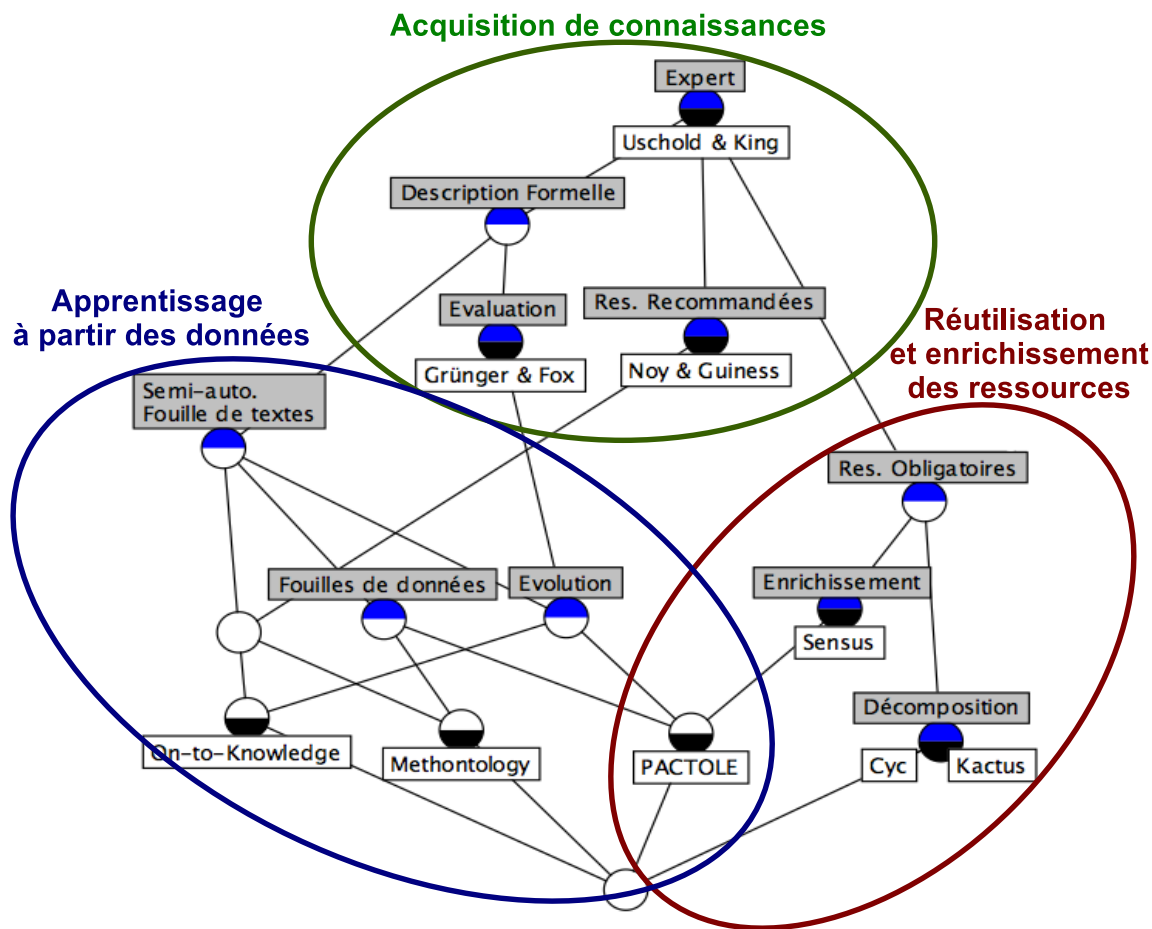 Acquisition de connaissances
Expert
Uschold & King
Description Formelle
Evaluation
Grünger & Fox
Res. Recommandées
Noy & Guiness
Apprentissage
à partir des données
Semi-auto.
Fouille de textes
Réutilisation
et enrichissement
des ressources
Res. Obligatoires
Fouilles de données
Evolution
Enrichissement
Sensus
Décomposition
On-to-Knowledge
Methontology
PACTOLE
Cyc
Kactus